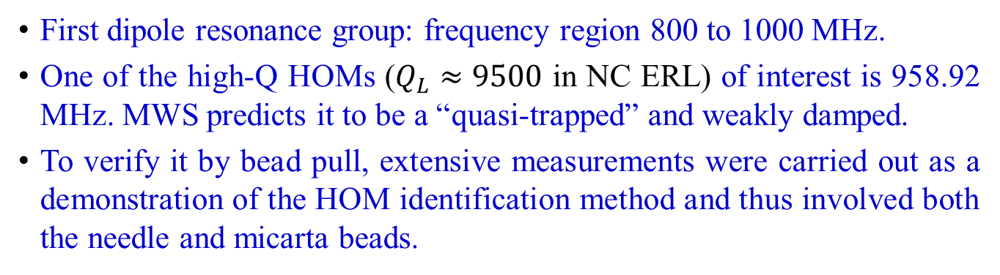 • First dipole resonance group: frequency region 800 to 1000 MHz.
• One of the high-Q HOMs (𝑄𝐿 ≈ 9500 in NC ERL) of interest is 958.92
MHz. MWS predicts it to be a “quasi-trapped” and weakly damped.
• To verify it by bead pull, extensive measurements were carried out as a
demonstration of the HOM identification method and thus involved both
the needle and micarta beads.